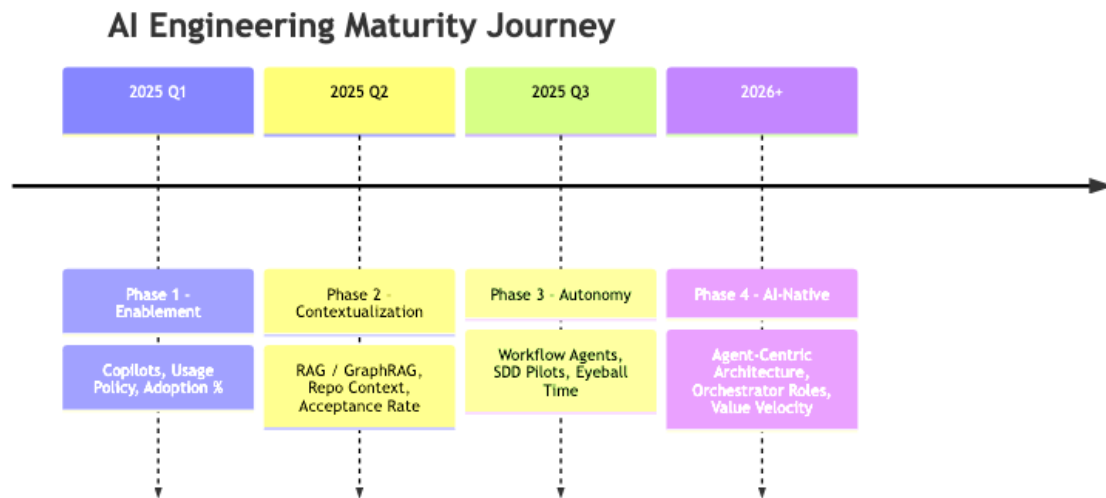 AI Engineering Maturity Journey
2025 Q1
2025 Q2
2025 Q3
2026+
Phase 1 -
Enablement
Copilots, Usage
Policy, Adoption %
Phase 2 -
Contextualization
RAG / GraphRAG,
Repo Context,
Acceptance Rate
Phase 3 - Autonomy
Workflow Agents,
SDD Pilots, Eyeball
Time
Phase 4 - AI-Native
Agent-Centric
Architecture,
Orchestrator Roles,
Value Velocity